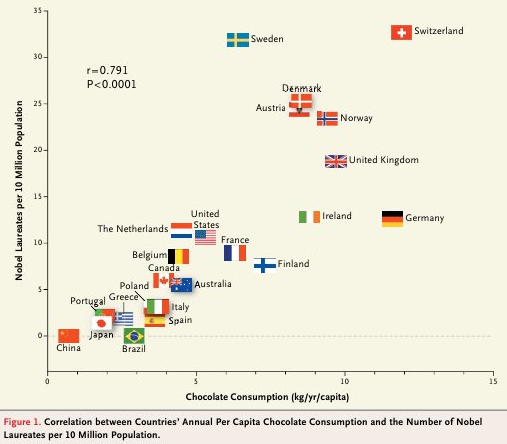 35
30
25
20
15
10
5
0
Nobel Laureates per 10 Million Population
r=0.791
P<0.0001
Sweden
Switzerland
Denmark
Austria
Norway
United Kingdom
Ireland
Germany
United
States
The Netherlands
France
Belgium
Finland
Canada
Australia
Poland
Greece
Portugal
Italy
Spain
Japan
China
Brazil
0
5
10
15
Chocolate Consumption (kg/yr/capita)
Figure 1. Correlation between Countries' Annual Per Capita Chocolate Consumption and the Number of Nobel
Laureates per 10 Million Population.